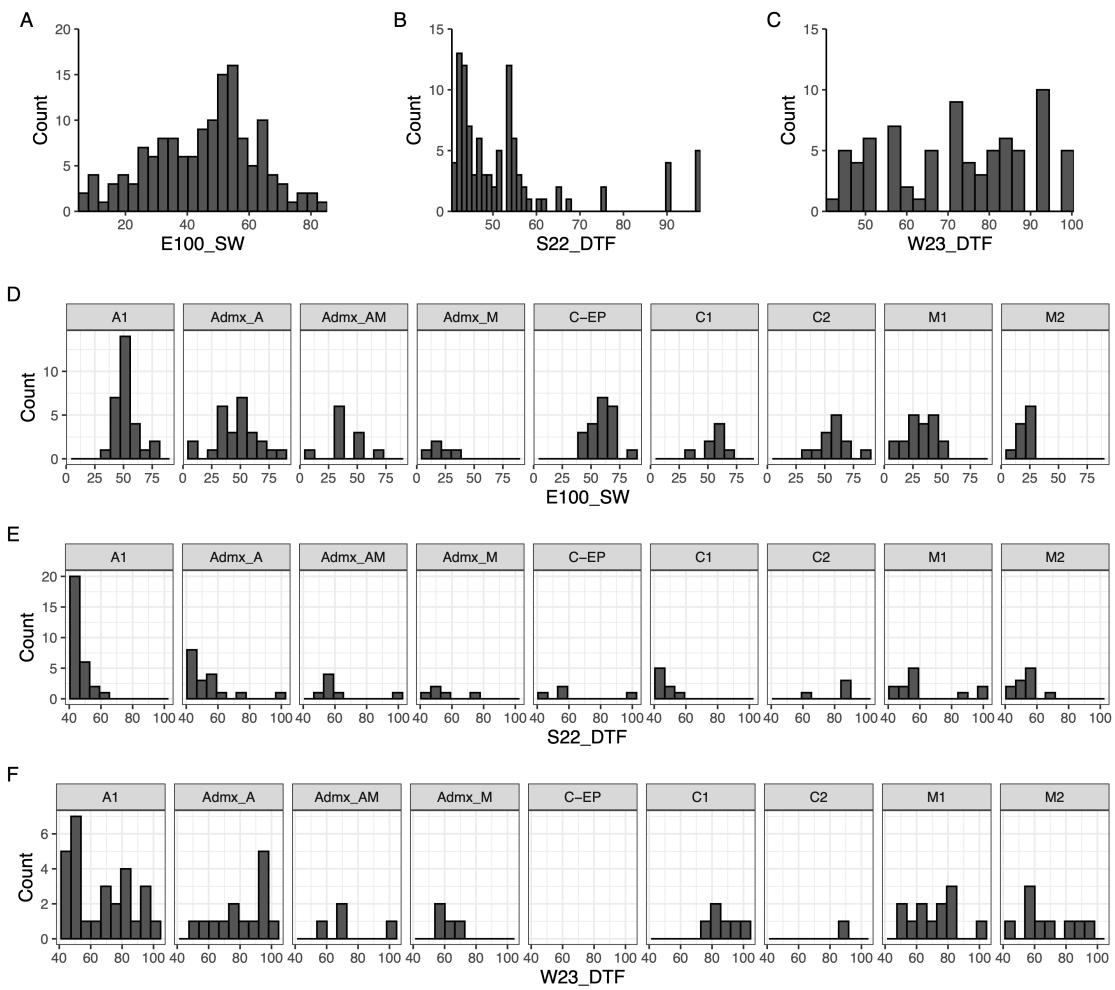 A B C
20 15 15
15
10 10
10
5 5
5
0 0 0
Count Count Count
20 40 60 80 50 60 70 80 90 50 60 70 80 90 100
E100_SW S22_DTF W23_DTF
D
A1 Admx_A Admx_AM Admx_M C−EP C1 C2 M1 M2
10
5
0
Count
0 25 50 75 0 25 50 75 0 25 50 75 0 25 50 75 0 25 50 75 0 25 50 75 0 25 50 75 0 25 50 75 0 25 50 75
E100_SW
E
A1 Admx_A Admx_AM Admx_M C−EP C1 C2 M1 M2
20
15
10
5
0
Count
40 60 80 100 40 60 80 100 40 60 80 100 40 60 80 100 40 60 80 100 40 60 80 100 40 60 80 100 40 60 80 100 40 60 80 100
S22_DTF
F
A1 Admx_A Admx_AM Admx_M C−EP C1 C2 M1 M2
6
4
2
0
Count
40 60 80 100 40 60 80 100 40 60 80 100 40 60 80 100 40 60 80 100 40 60 80 100 40 60 80 100 40 60 80 100 40 60 80 100
W23_DTF